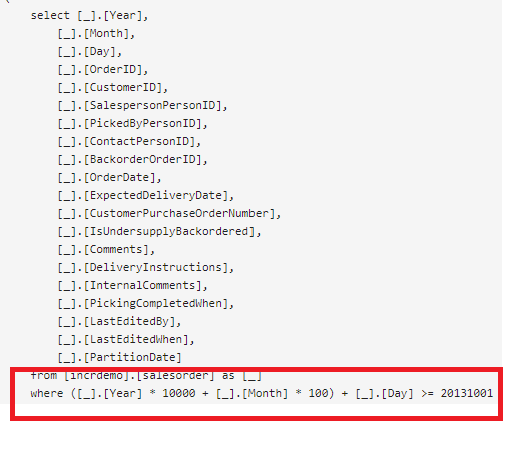 select [_].[Year],
[_].[Month],
[_].[Day],
[_].[OrderID],
[_].[CustomerID],
[_].[SalespersonPersonID],
[_].[PickedByPersonID],
[_].[ContactPersonID],
[_].[BackorderOrderID],
[_].[OrderDate],
[_].[ExpectedDeliveryDate],
[_].[CustomerPurchaseOrderNumber],
[_].[IsUndersupplyBackordered],
[_].[Comments],
[_].[DeliveryInstructions],
[_].[InternalComments],
[_].[PickingCompletedWhen],
[_].[LastEditedBy],
[_].[LastEditedWhen],
[_].[PartitionDate]
from [incrdemo].[salesorder] as [_]
where ([_].[Year] * 10000 + [_].[Month] * 100) + [_].[Day] >= 20131001